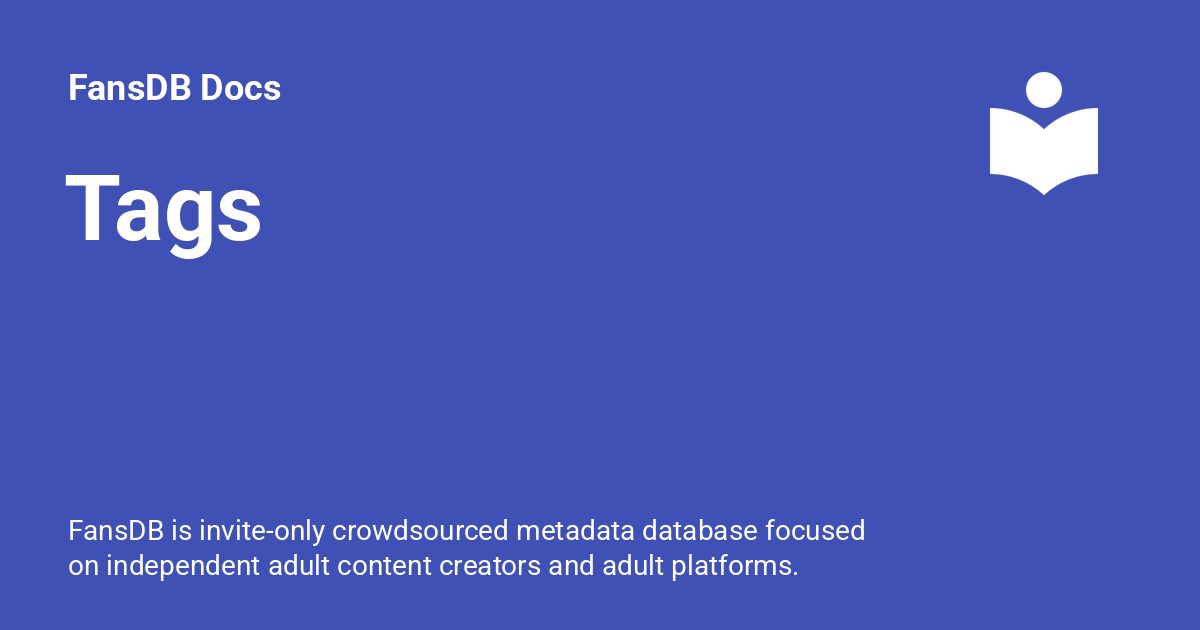 FansDB Docs
Tags
FansDB is invite-only crowdsourced metadata database focused
on independent adult content creators and adult platforms.